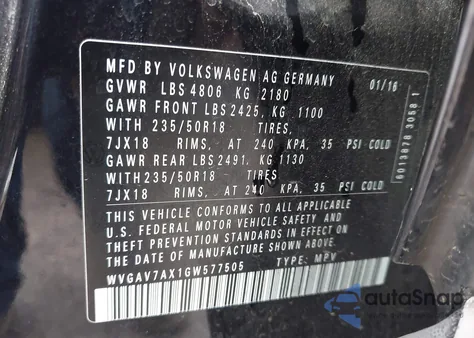 MFD BY VOLKSWAGEN AG GERMANY 01/16
GVWR LBS 4806 KG 2180
GAWR FRONT LBS 2425, KG 1100
WITH 235/50R18 TIRES,
7JX18 RIMS, AT 240 KPA, 35 PSI COLD
GAWR REAR LBS 2491. KG 1130
WITH 235/50R18 - TIRES
7JX18 RIMS, AT 240 KPA, 35 PSI COLD
THIS VEHICLE CONFORMS TO ALL APPLICABLE
U.S. FEDERAL MOTOR VEHICLE SAFETY AND
THEFT PREVENTION STANDARDS IN EFFECT ON
THE DATE OF MANUFACTURE SHOWN ABOVE.
WVGAV7AX1GW577505 TYPE: MPV
6013878 3058 1
autoSnap